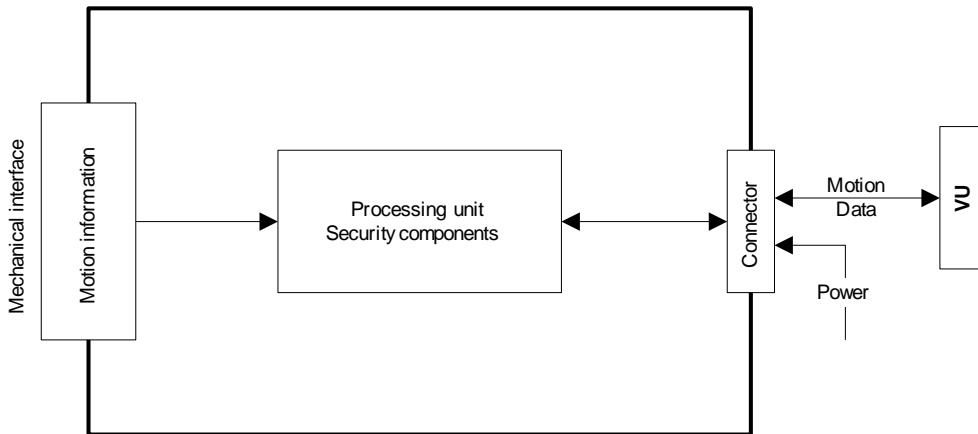 Mechanical interface
Motion information
Processing unit
Security components
Connector
Motion
Data
Power
VU